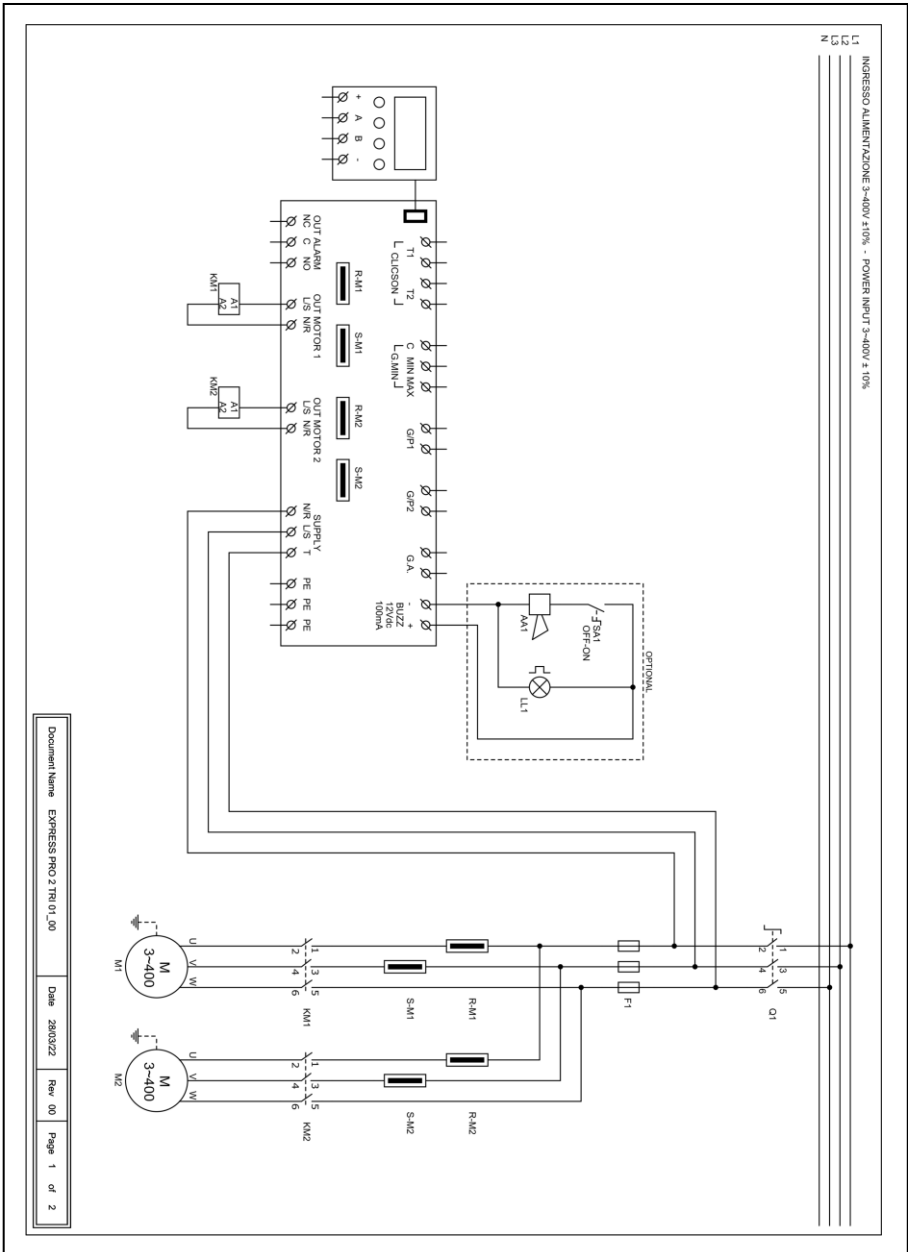 L1
L2
L3
N
INGRESSO ALIMENTAZIONE 3~400V ±10% - POWER INPUT 3~400V ± 10%
+ A B -
T1 T2
CLICSON
C MIN MAX
G.MIN
G/P1
G/P2
G.A.
- +
BUZZ
12Vdc
100mA
OPTIONAL
SA1
OFF-ON
AA1
LL1
R-M1
S-M1
R-M2
S-M2
OUT ALARM
NC C NO
OUT MOTOR 1
L/S N/R
OUT MOTOR 2
L/S N/R
SUPPLY
N/R L/S T
PE PE PE
KM1
A1
A2
KM2
A1
A2
1 3 5
2 4 6
Q1
F1
R-M1
S-M1
1 3 5
2 4 6
KM1
U V W
M
3~400
M1
R-M2
S-M2
1 3 5
2 4 6
KM2
U V W
M
3~400
M2
Document Name EXPRESS PRO 2 TRI 01_00 Date 28/03/22 Rev 00 Page 1 of 2